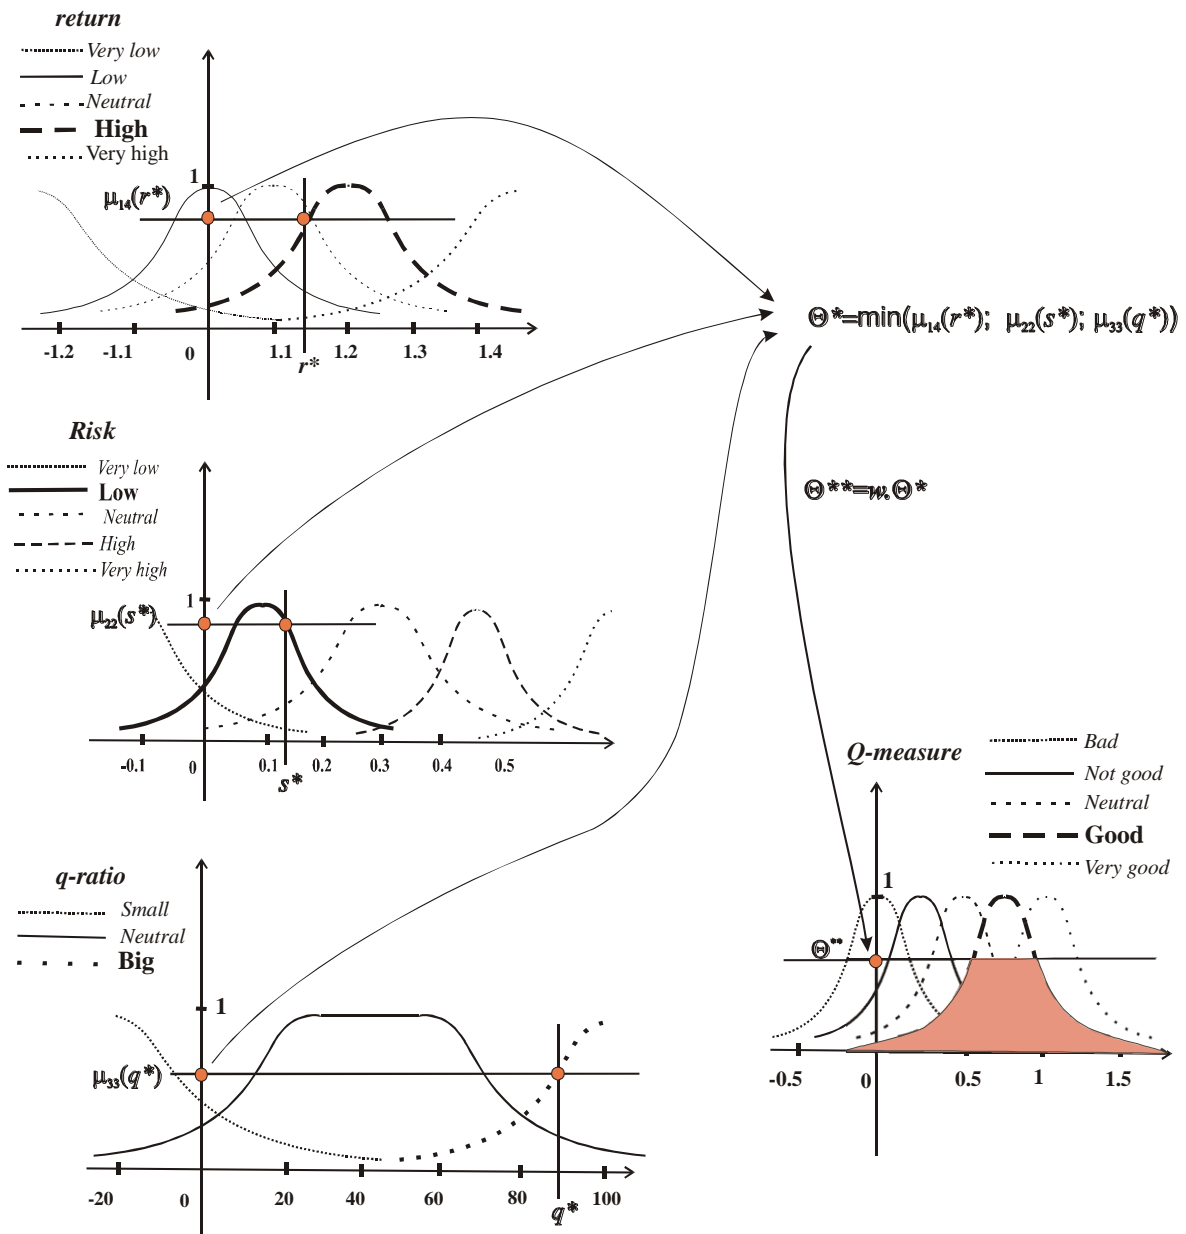 return
Very low
Low
Neutral
High
Very high
1
μ₁₄(r*)
-1.2 -1.1 0 1.1 1.2 1.4
r*
Θ*=min(μ₁₄(r*); μ₂₂(s*); μ₃₃(q*))
Risk
Very low
Low
Neutral
High
Very high
1
μ₂₂(s*)
-0.1 0 0.1 0.2 0.3 0.4 0.5
s*
Θ**=w.Θ*
Q-measure
Bad
Not good
Neutral
Good
Very good
1
Θ**
-0.5 0 0.5 1 1.5
q-ratio
Small
Neutral
Big
1
μ₃₃(q*)
-20 0 20 40 60 80 100
q*